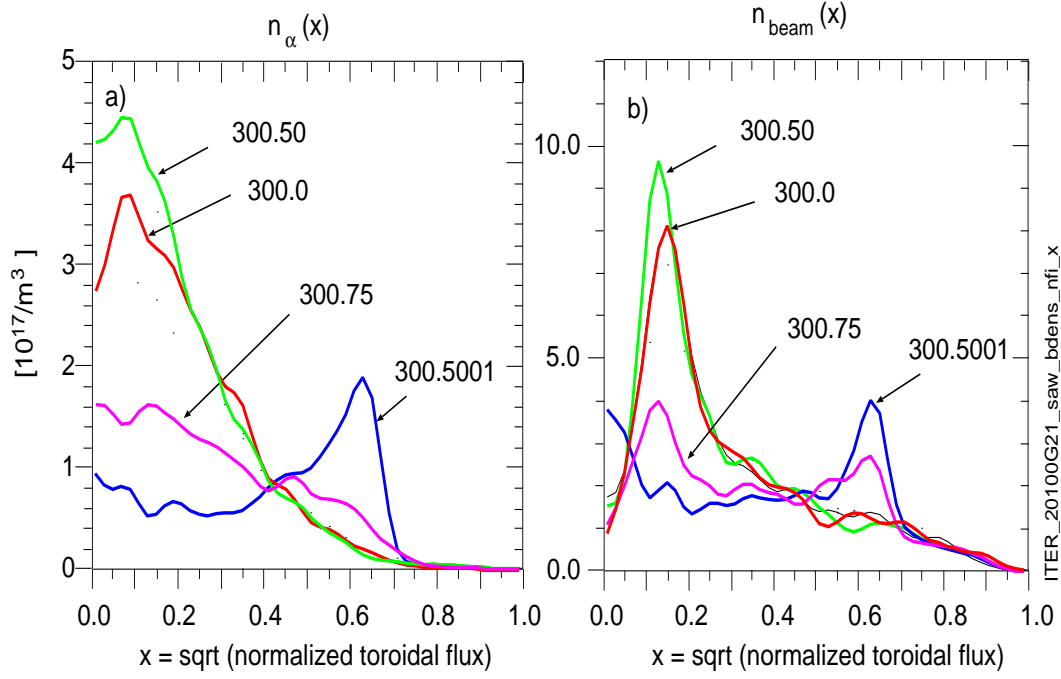 n_α (x)
n_beam (x)
[10^17/m^3
5
4
3
2
1
0
a)
300.50
300.0
300.75
300.5001
0.0 0.2 0.4 0.6 0.8 1.0
x = sqrt (normalized toroidal flux)
10.0
5.0
0.0
b)
300.50
300.0
300.75
300.5001
0.0 0.2 0.4 0.6 0.8 1.0
x = sqrt (normalized toroidal flux)
ITER_20100G21_saw_bdens_nfi_x